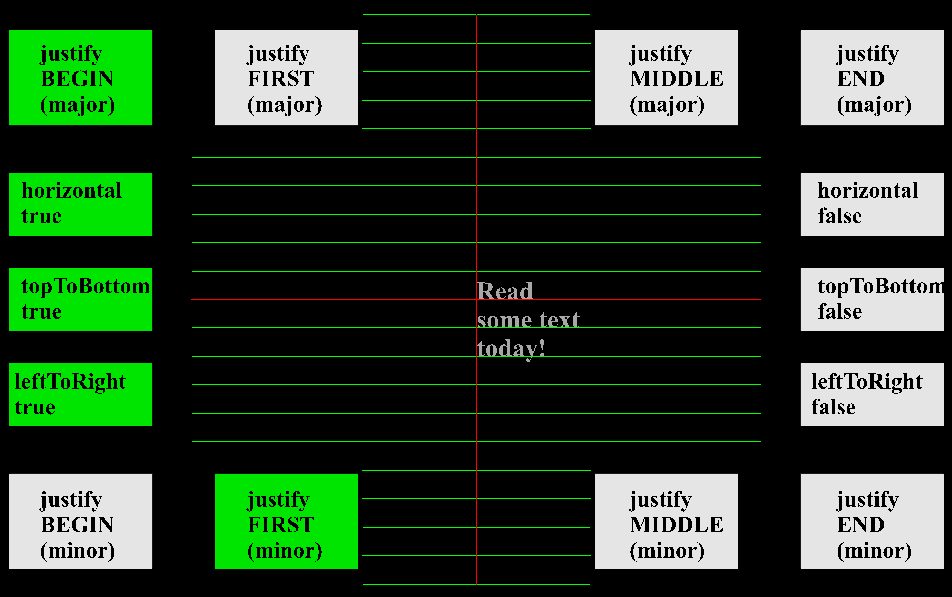 justify
BEGIN
(major)
justify
FIRST
(major)
justify
MIDDLE
(major)
justify
END
(major)
horizontal
true
horizontal
false
topToBottom
true
topToBottom
false
Read
some text
today!
leftToRight
true
leftToRight
false
justify
BEGIN
(minor)
justify
FIRST
(minor)
justify
MIDDLE
(minor)
justify
END
(minor)